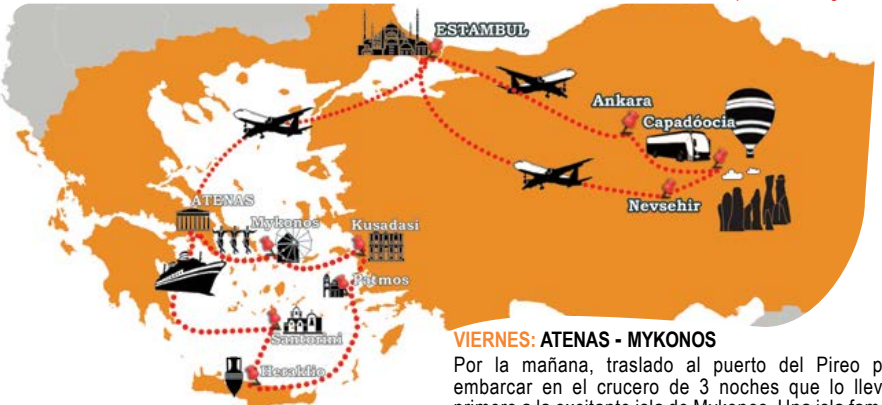 ESTAMBUL
Ankara
Capadóocia
Nevsehir
ATENAS
Mykonos
Kusadasi
Patmos
Santorini
Heraklio
VIERNES: ATENAS - MYKONOS
Por la mañana, traslado al puerto del Pireo p
embarcar en el crucero de 3 noches que lo llev